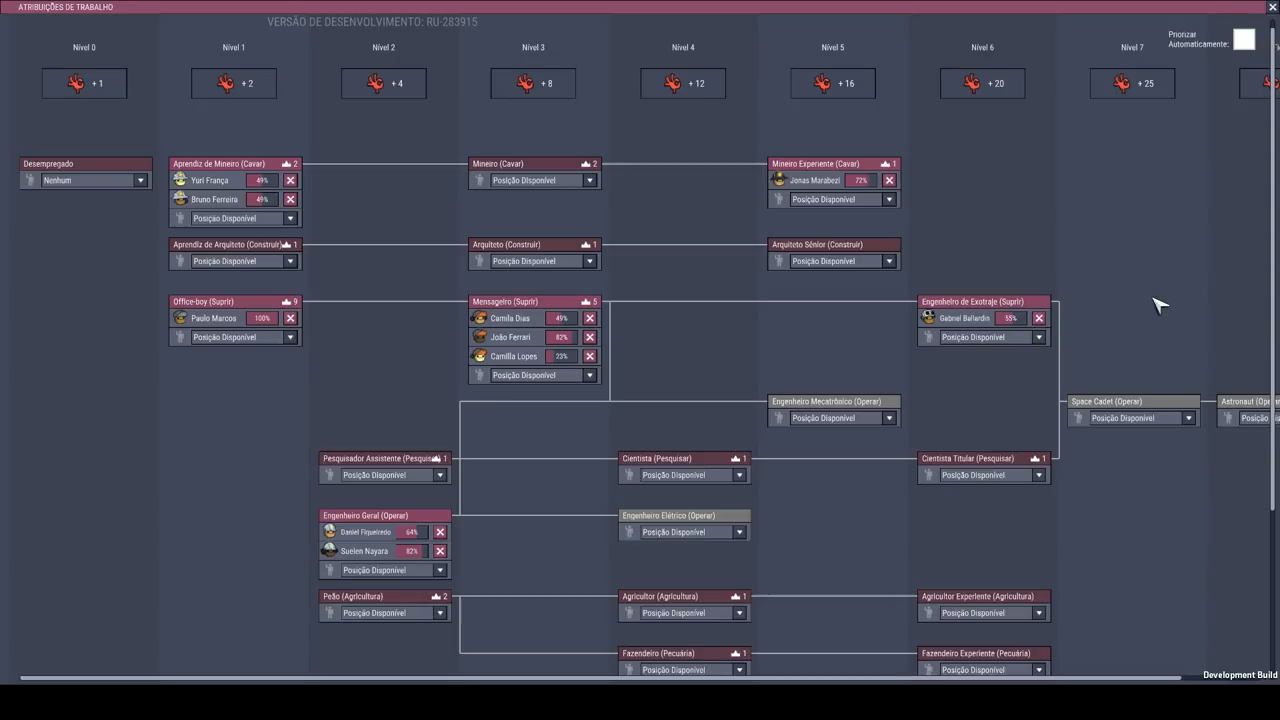 ATRIBUIÇÕES DE TRABALHO
VERSÃO DE DESENVOLVIMENTO: RU-283915
Priorizar
Automaticamente:
Nível 0
Nível 1
Nível 2
Nível 3
Nível 4
Nível 5
Nível 6
Nível 7
+ 1
+ 2
+ 4
+ 8
+ 12
+ 16
+ 20
+ 25
Desempregado
Nenhum
Aprendiz de Mineiro (Cavar) 2
Yuri França 49%
Bruno Ferreira 49%
Posição Disponível
Mineiro (Cavar) 2
Posição Disponível
Mineiro Experiente (Cavar) 1
Jonas Marabezi 72%
Posição Disponível
Aprendiz de Arquiteto (Construir) 1
Posição Disponível
Arquiteto (Construir) 1
Posição Disponível
Arquiteto Sênior (Construir)
Posição Disponível
Office-boy (Suprir) 9
Paulo Marcos 100%
Posição Disponível
Mensageiro (Suprir) 5
Camila Dias 49%
João Ferrari 82%
Camilla Lopes 23%
Posição Disponível
Engenheiro de Exotraje (Suprir)
Gabriel Ballardin 55%
Posição Disponível
Engenheiro Mecatrônico (Operar)
Posição Disponível
Space Cadet (Operar)
Posição Disponível
Astronaut (Oper
Posição
Pesquisador Assistente (Pesquis 1
Posição Disponível
Cientista (Pesquisar) 1
Posição Disponível
Cientista Titular (Pesquisar) 1
Posição Disponível
Engenheiro Geral (Operar)
Daniel Figueiredo 64%
Suelen Nayara 82%
Posição Disponível
Engenheiro Elétrico (Operar)
Posição Disponível
Peão (Agricultura) 2
Posição Disponível
Agricultor (Agricultura) 1
Posição Disponível
Agricultor Experiente (Agricultura)
Posição Disponível
Fazendeiro (Pecuária) 1
Posição Disponível
Fazendeiro Experiente (Pecuária)
Posição Disponível
Development Build